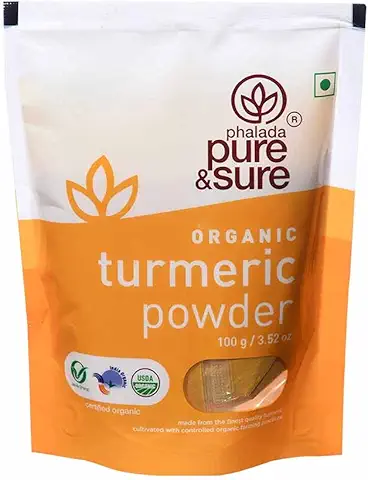 phalada
pure
&sure
®
ORGANIC
turmeric
powder
100 g / 3.52 oz
USDA
ORGANIC
certified organic
made from the finest quality turmeric
cultivated with controlled organic farming practices